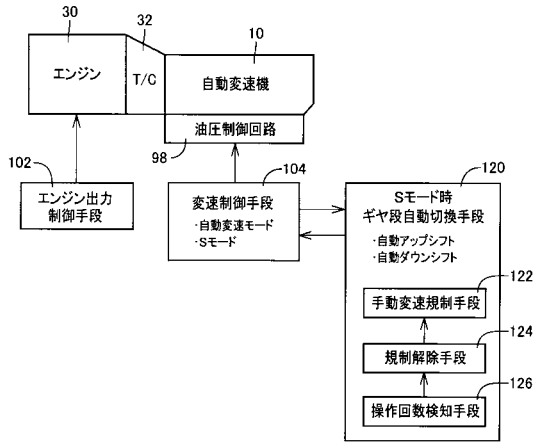 30
32
10
エンジン
T/C
自動変速機
油圧制御回路
98
102
エンジン出力
制御手段
104
変速制御手段
・自動変速モード
・Sモード
120
Sモード時
ギヤ段自動切換手段
・自動アップシフト
・自動ダウンシフト
122
手動変速規制手段
124
規制解除手段
126
操作回数検知手段